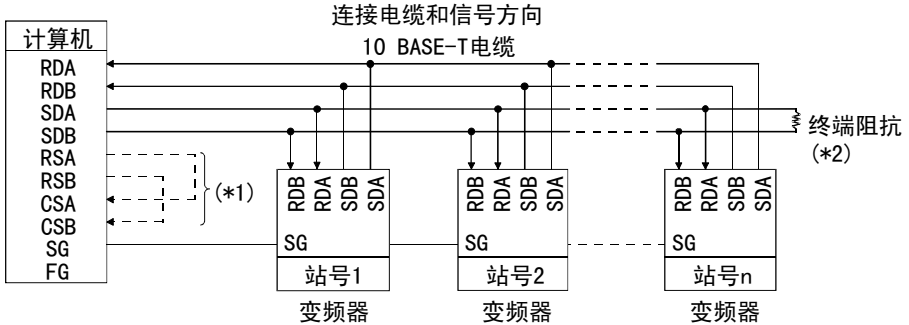 连接电缆和信号方向
10 BASE-T电缆
计算机
RDA
RDB
SDA
SDB
RSA
RSB
CSA
CSB
SG
FG
(*1)
RDB
RDA
SDB
SDA
SG
站号1
变频器
RDB
RDA
SDB
SDA
SG
站号2
变频器
RDB
RDA
SDB
SDA
SG
站号n
变频器
终端阻抗
(*2)